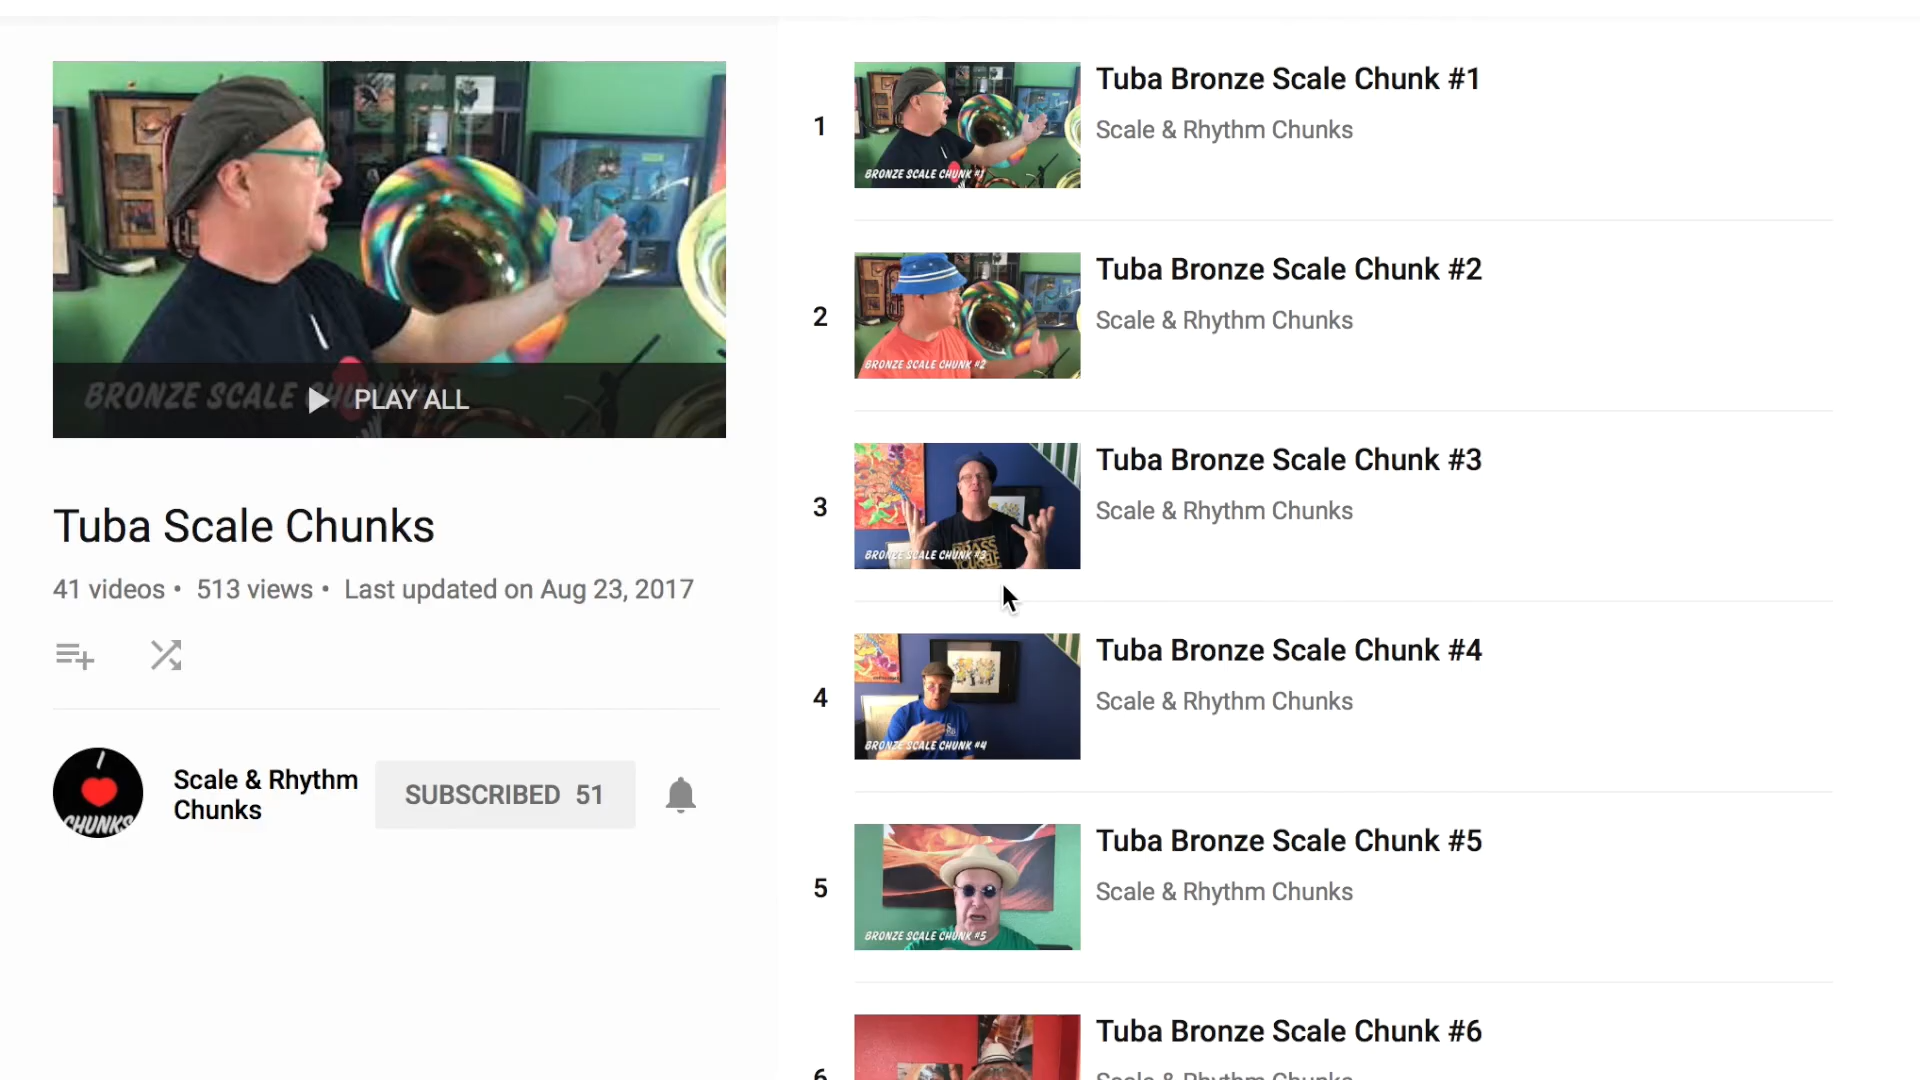 BRONZE SCALE
PLAY ALL
Tuba Scale Chunks
41 videos • 513 views • Last updated on Aug 23, 2017
I
CHUNKS
Scale & Rhythm
Chunks
SUBSCRIBED 51
1
BRONZE SCALE CHUNK #1
Tuba Bronze Scale Chunk #1
Scale & Rhythm Chunks
2
BRONZE SCALE CHUNK #2
Tuba Bronze Scale Chunk #2
Scale & Rhythm Chunks
3
BRONZE SCALE CHUNK #3
Tuba Bronze Scale Chunk #3
Scale & Rhythm Chunks
4
BRONZE SCALE CHUNK #4
Tuba Bronze Scale Chunk #4
Scale & Rhythm Chunks
5
BRONZE SCALE CHUNK #5
Tuba Bronze Scale Chunk #5
Scale & Rhythm Chunks
6
Tuba Bronze Scale Chunk #6
Scale & Rhythm Chunks